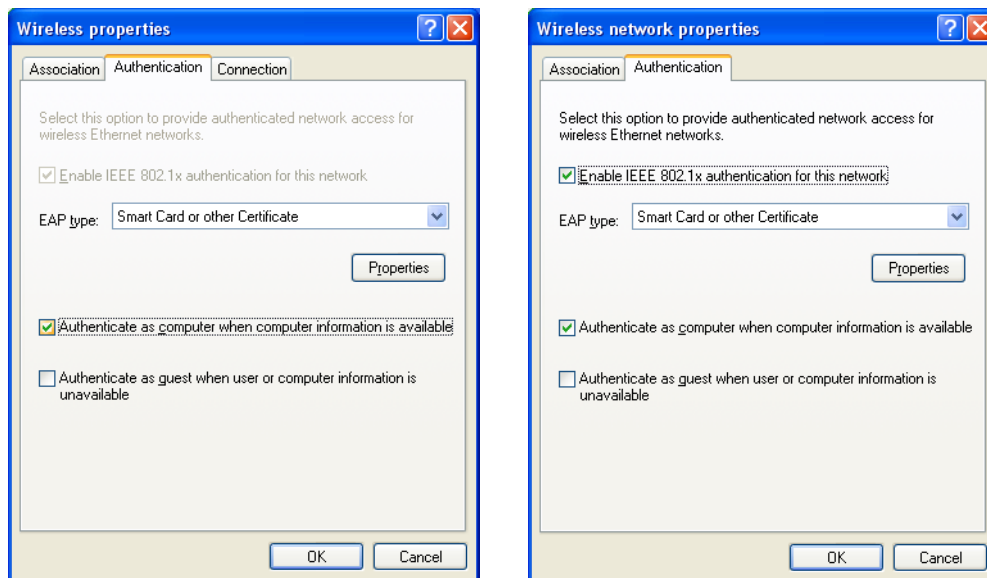 Wireless properties
Association Authentication Connection
Select this option to provide authenticated network access for
wireless Ethernet networks.
Enable IEEE 802.1x authentication for this network
EAP type: Smart Card or other Certificate
Properties
Authenticate as computer when computer information is available
Authenticate as guest when user or computer information is
unavailable
OK Cancel
Wireless network properties
Association Authentication
Select this option to provide authenticated network access for
wireless Ethernet networks.
Enable IEEE 802.1x authentication for this network
EAP type: Smart Card or other Certificate
Properties
Authenticate as computer when computer information is available
Authenticate as guest when user or computer information is
unavailable
OK Cancel